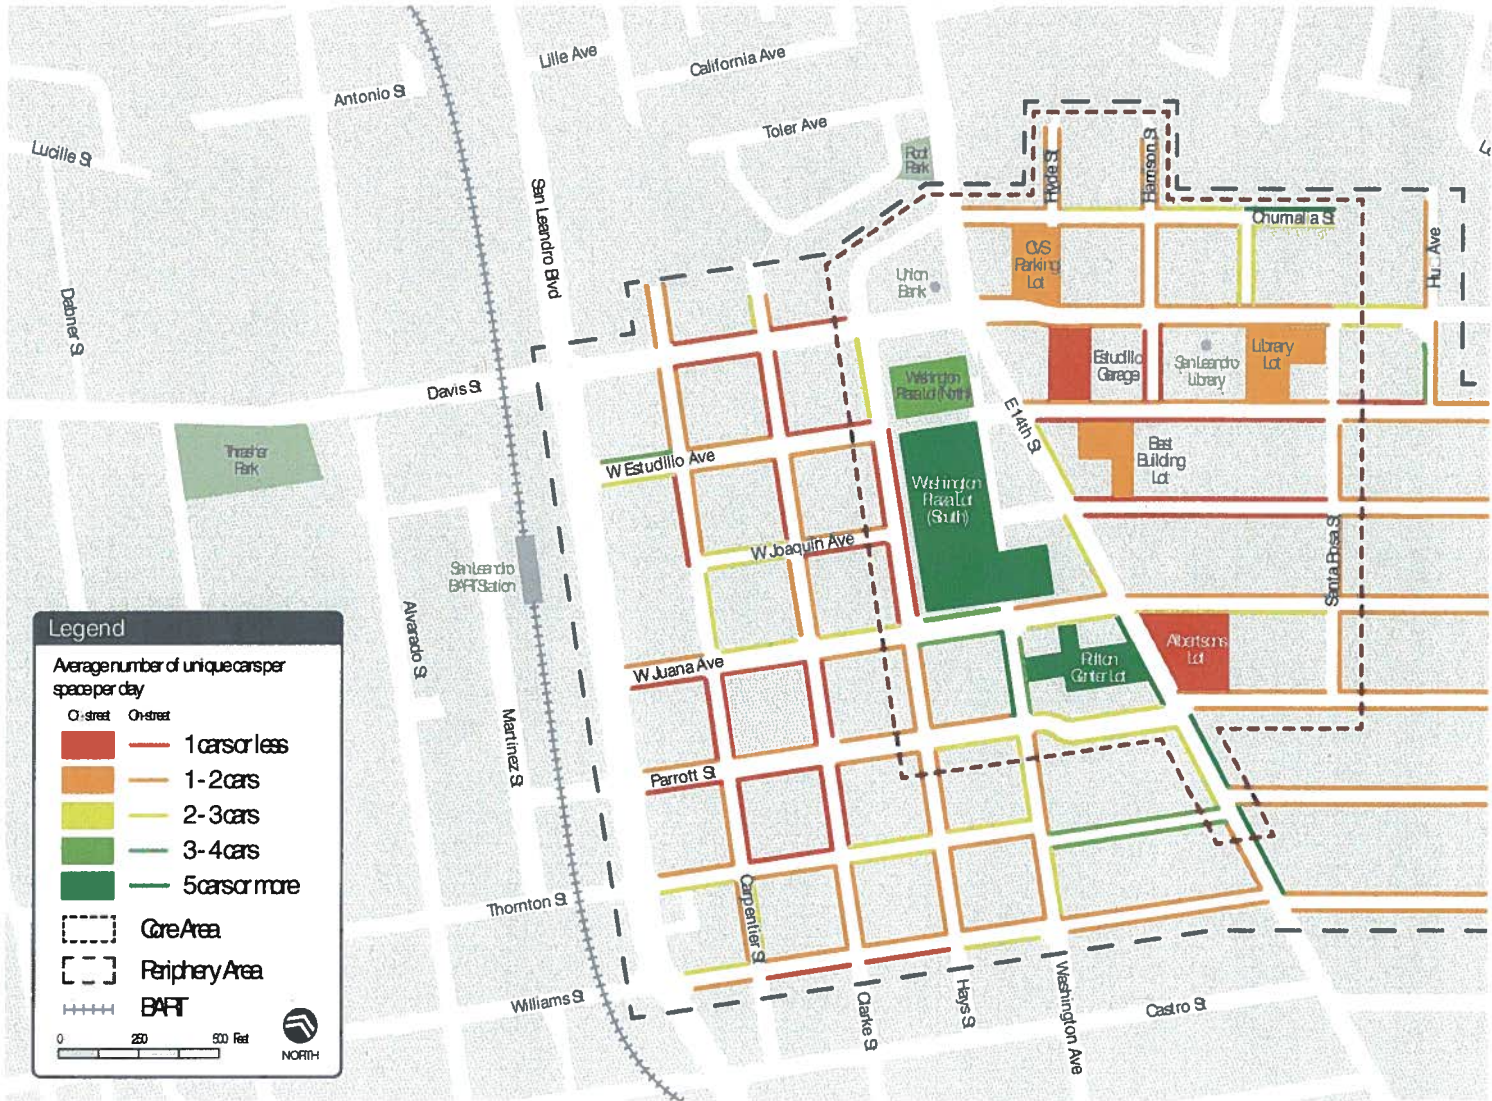 Lille Ave
California Ave
Antonio St
Toler Ave
Lucille St
Root
Park
Hyde St
Harrison St
San Leandro Blvd
Chumalia St
CVS
Parking
Lot
Union
Bank
Dabner St
Estudillo
Garage
San Leandro
Library
Library
Lot
Davis St
Washington
Plaza Lot (North)
E 14th St
Thrasher
Park
W Estudillo Ave
East
Building
Lot
Washington
Plaza Lot
(South)
W Joaquin Ave
San Leandro
BART Station
Santa Rosa St
Alvarado St
W Juana Ave
Pelton
Center Lot
Albertsons
Lot
Martinez St
Parrott St
Carpentier St
Thornton St
Williams St
Clarke St
Hays St
Washington Ave
Castro St
Legend
Average number of unique cars per
space per day
On-street
1 cars or less
1 - 2 cars
2 - 3 cars
3 - 4 cars
5 cars or more
Core Area
Periphery Area
BART
0 250 500 Feet
NORTH